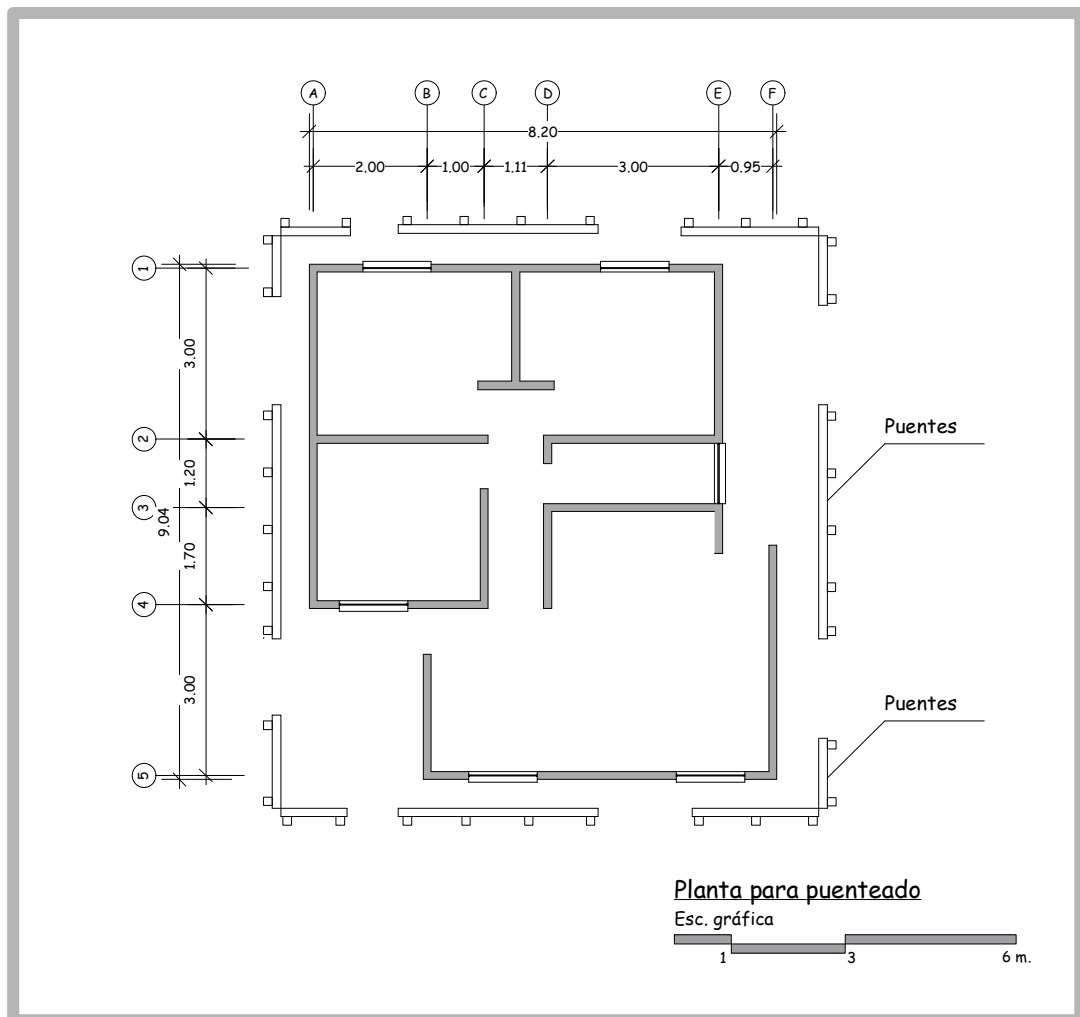 A B C D E F
8.20
2.00 1.00 1.11 3.00 0.95
1
3.00
2
1.20
3
9.04
1.70
4
3.00
5
Puentes
Puentes
Planta para puenteado
Esc. gráfica
1 3 6 m.